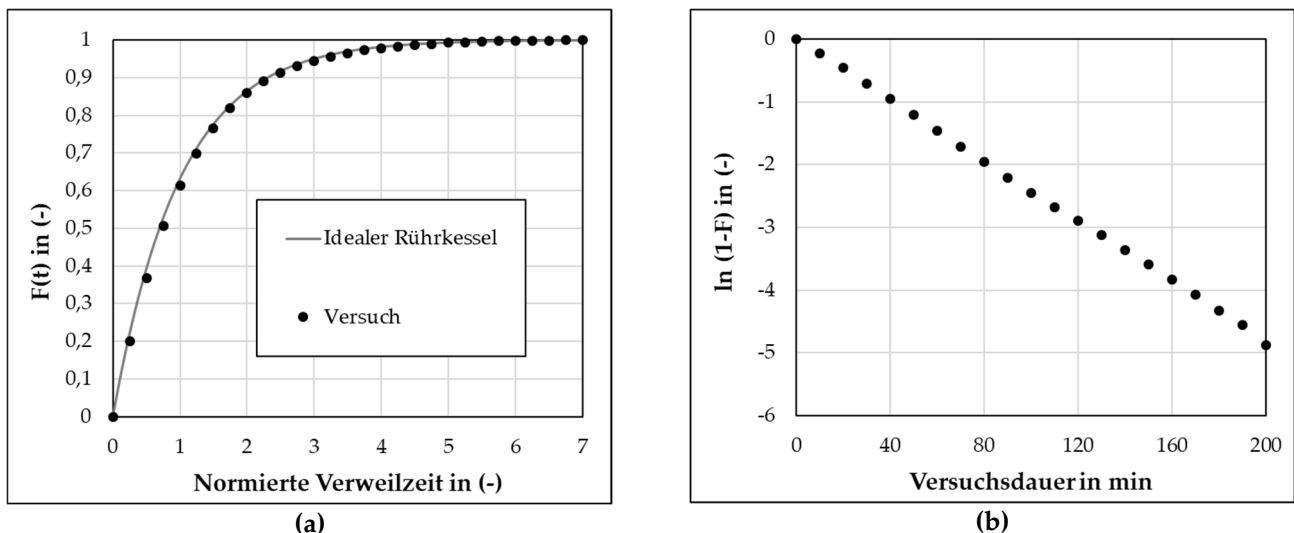 1
0,9
0,8
0,7
0,6
0,5
0,4
0,3
0,2
0,1
0
F(t) in (-)
Idealer Rührkessel
Versuch
0 1 2 3 4 5 6 7
Normierte Verweilzeit in (-)
(a)
0
-1
-2
-3
-4
-5
-6
ln (1-F) in (-)
0 40 80 120 160 200
Versuchsdauer in min
(b)